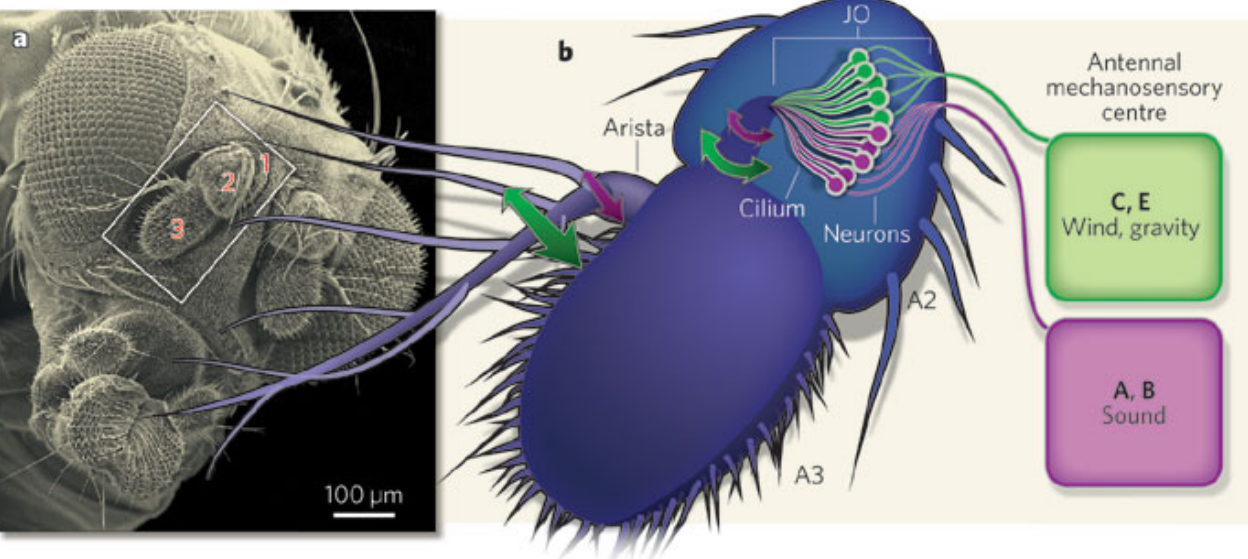 a
1
2
3
100 µm
b
JO
Arista
Cilium
Neurons
A2
A3
Antennal
mechanosensory
centre
C, E
Wind, gravity
A, B
Sound